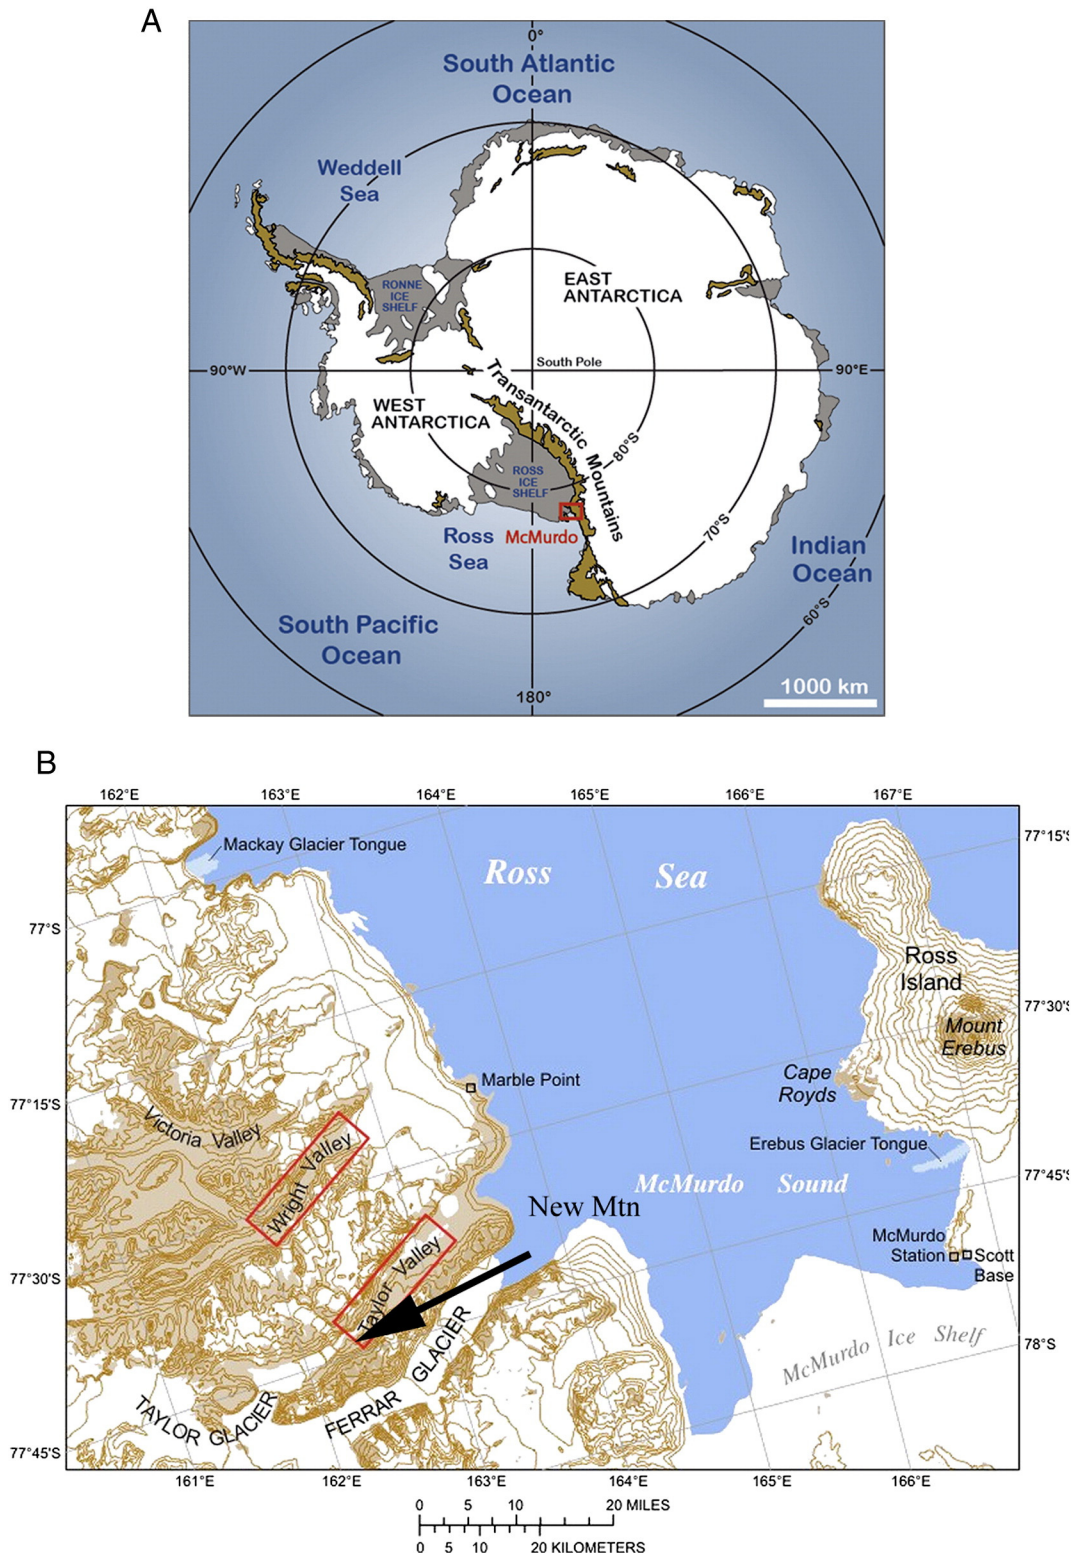 A
0°
South Atlantic
Ocean
Weddell
Sea
RONNE
ICE
SHELF
EAST
ANTARCTICA
90°W
South Pole
90°E
Transantarctic Mountains
WEST
ANTARCTICA
80°S
ROSS
ICE
SHELF
70°S
Ross
Sea
McMurdo
Indian
Ocean
60°S
South Pacific
Ocean
180°
1000 km
B
162°E
163°E
164°E
165°E
166°E
167°E
77°15'S
Mackay Glacier Tongue
Ross Sea
77°S
Ross
Island
77°30'S
Mount
Erebus
Marble Point
Cape
Royds
77°15'S
Victoria Valley
Wright Valley
Erebus Glacier Tongue
77°45'S
McMurdo Sound
New Mtn
McMurdo
Station
Scott
Base
Taylor Valley
77°30'S
McMurdo Ice Shelf
78°S
TAYLOR GLACIER
FERRAR GLACIER
77°45'S
161°E
162°E
163°E
164°E
165°E
166°E
0 5 10 20 MILES
0 5 10 20 KILOMETERS